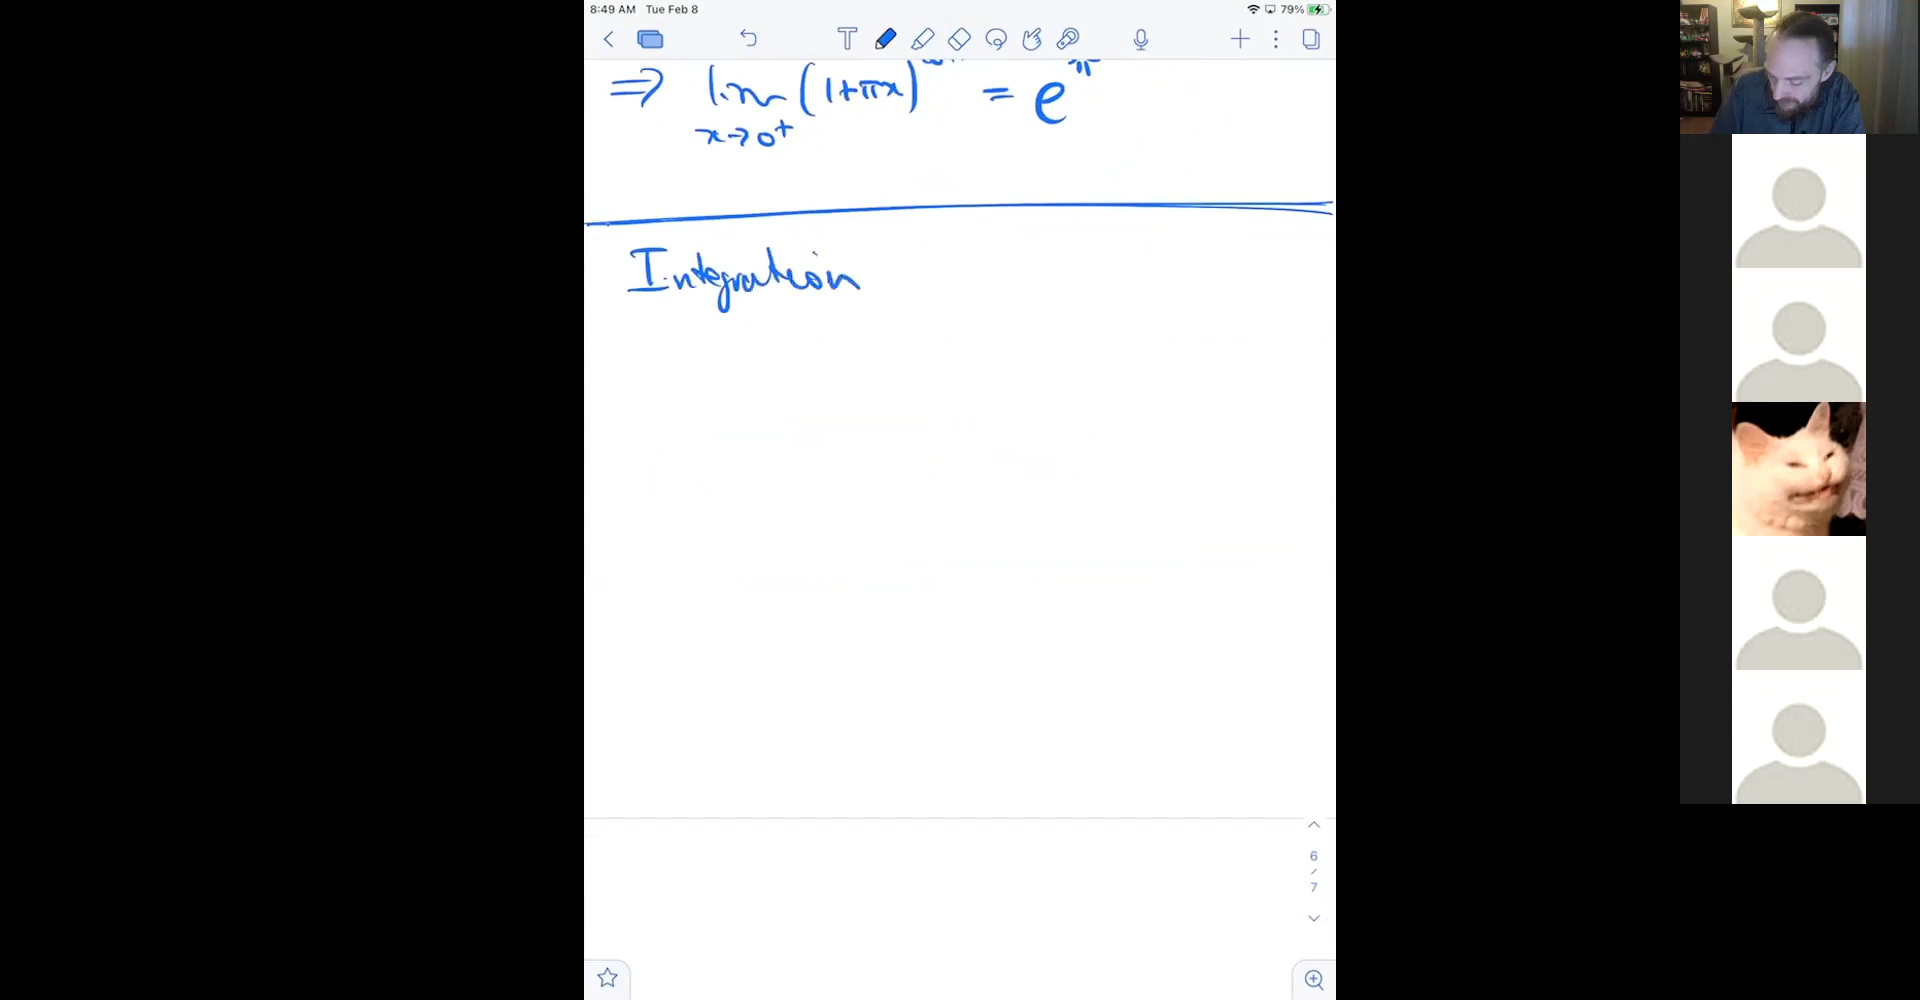 8:49 AM Tue Feb 8 79%
⇒ lim (1+πx) = e^π
x→0⁺
Integration
6
/
7